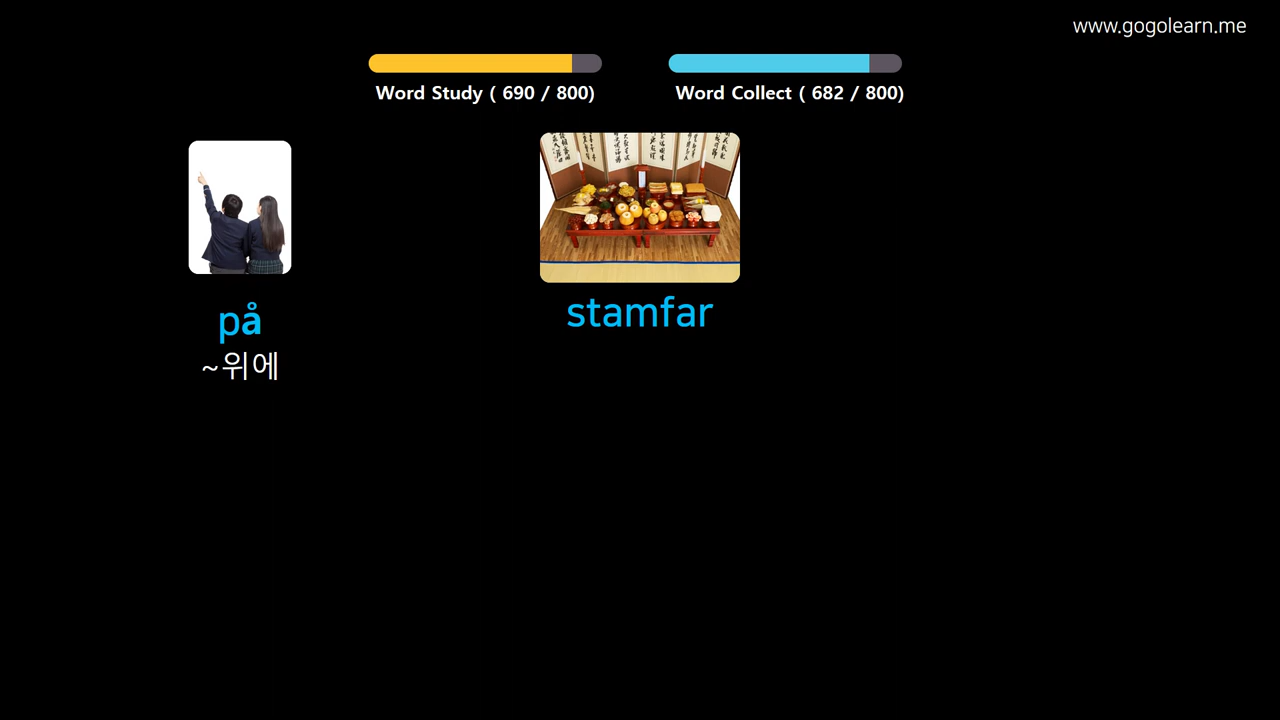 www.gogolearn.me
Word Study ( 690 / 800)
Word Collect ( 682 / 800)
på
~위에
stamfar